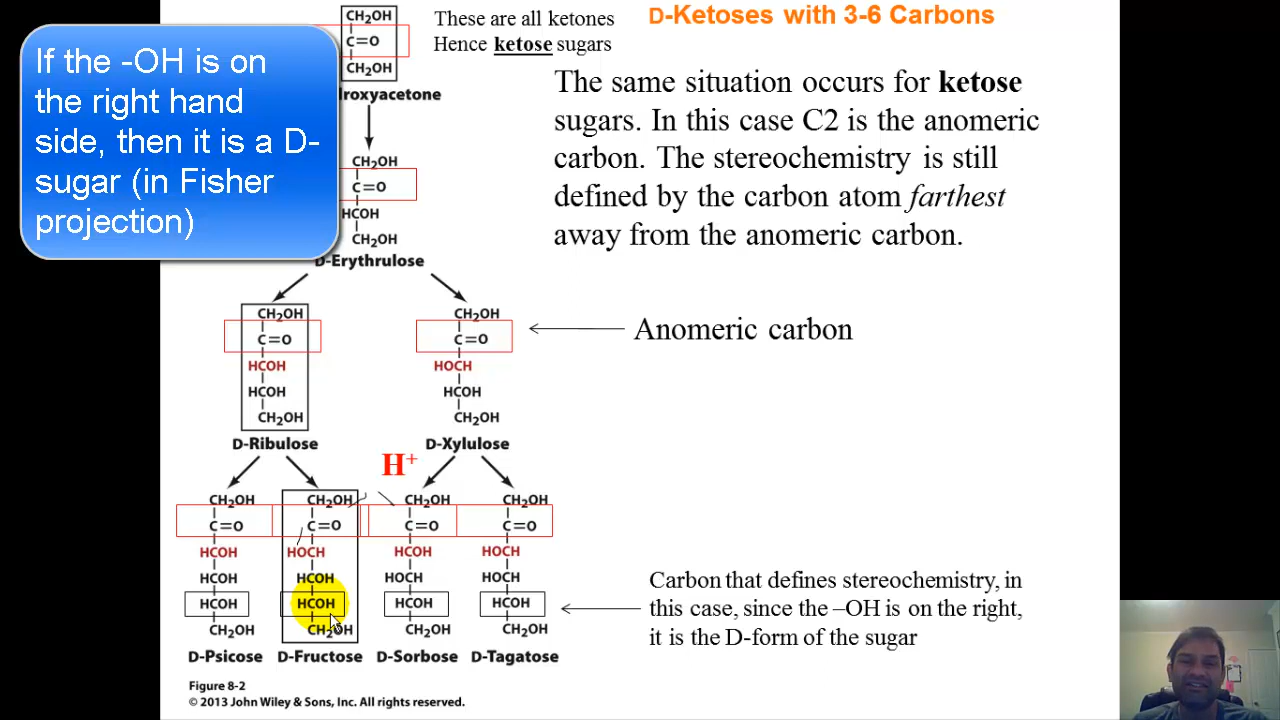 D-Ketoses with 3-6 Carbons
These are all ketones
Hence ketose sugars
If the -OH is on
the right hand
side, then it is a D-
sugar (in Fisher
projection)
The same situation occurs for ketose
sugars. In this case C2 is the anomeric
carbon. The stereochemistry is still
defined by the carbon atom farthest
away from the anomeric carbon.
CH₂OH
C=O
CH₂OH
roxyacetone
CH₂OH
C=O
HCOH
CH₂OH
D-Erythrulose
CH₂OH CH₂OH
C=O C=O
HCOH HOCH
HCOH HCOH
CH₂OH CH₂OH
D-Ribulose D-Xylulose
Anomeric carbon
H⁺
CH₂OH CH₂OH CH₂OH CH₂OH
C=O C=O C=O C=O
HCOH HOCH HCOH HOCH
HCOH HCOH HOCH HOCH
HCOH HCOH HCOH HCOH
CH₂OH CH₂OH CH₂OH CH₂OH
D-Psicose D-Fructose D-Sorbose D-Tagatose
Carbon that defines stereochemistry, in
this case, since the –OH is on the right,
it is the D-form of the sugar
Figure 8-2
© 2013 John Wiley & Sons, Inc. All rights reserved.